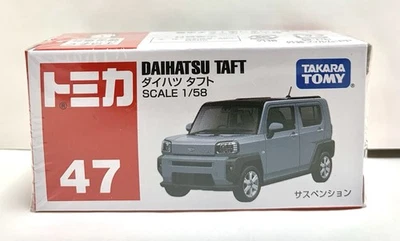 トミカ
47
DAIHATSU TAFT
ダイハツ タフト
SCALE 1/58
TAKARA
TOMY
サスペンション